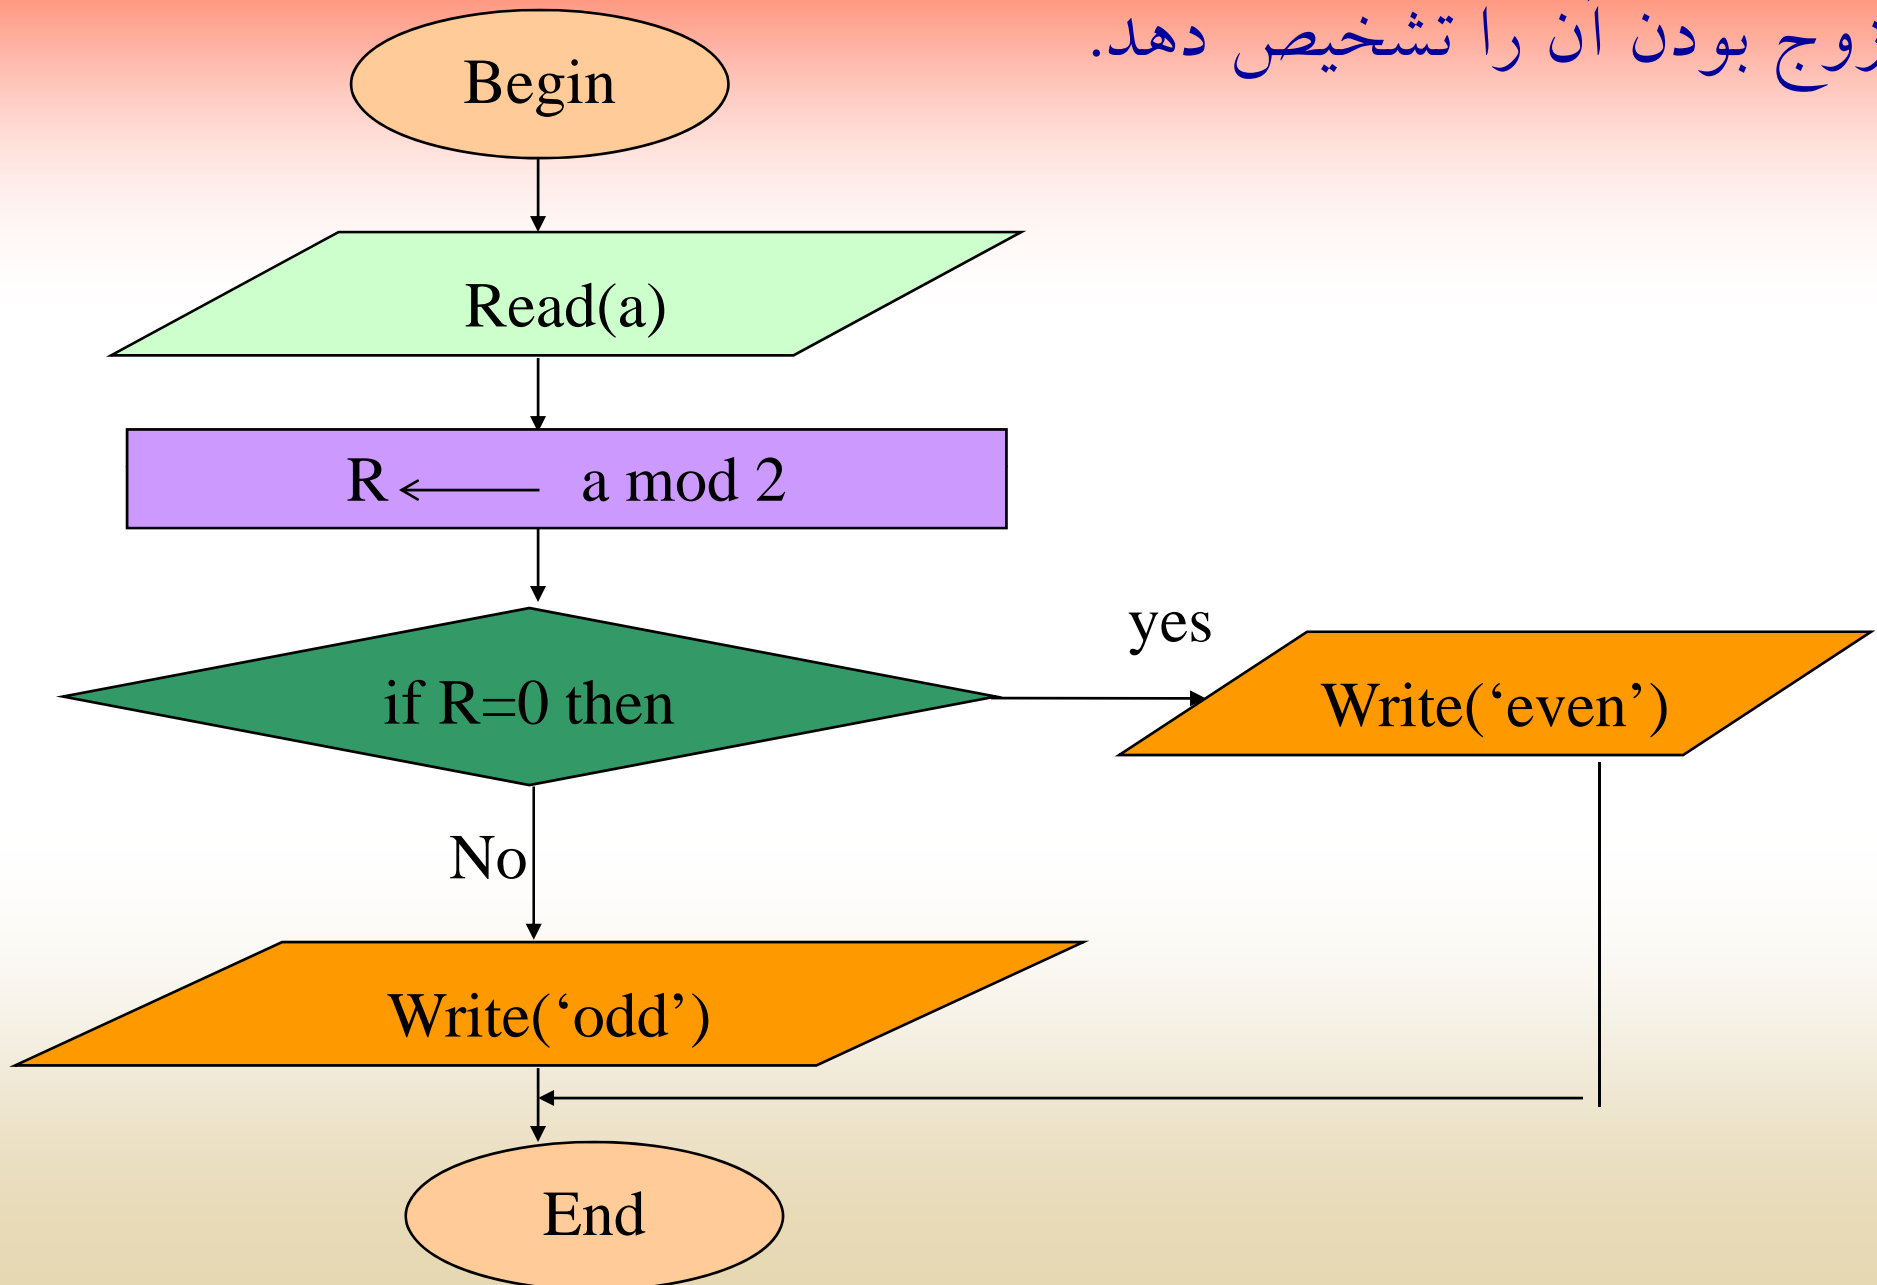 زوج بودن آن را تشخیص دهد.
Begin
Read(a)
R ← a mod 2
if R=0 then
yes
Write(‘even’)
No
Write(‘odd’)
End